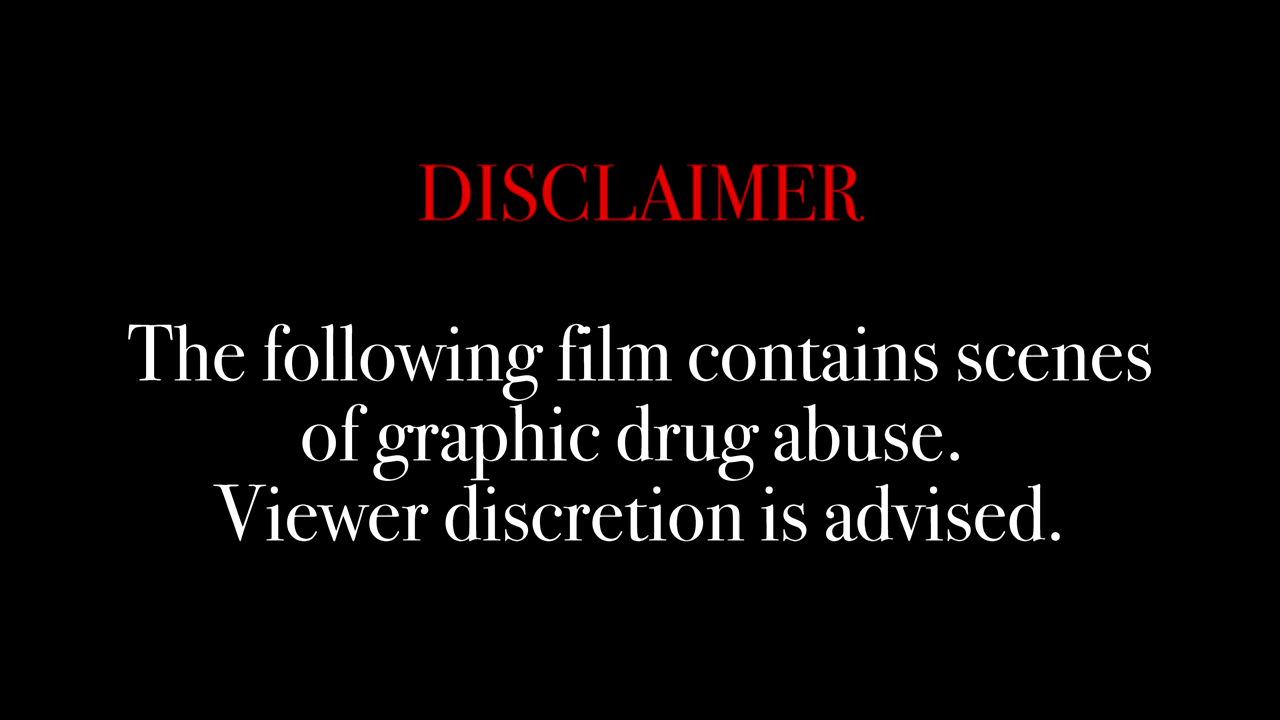 DISCLAIMER
The following film contains scenes
of graphic drug abuse.
Viewer discretion is advised.